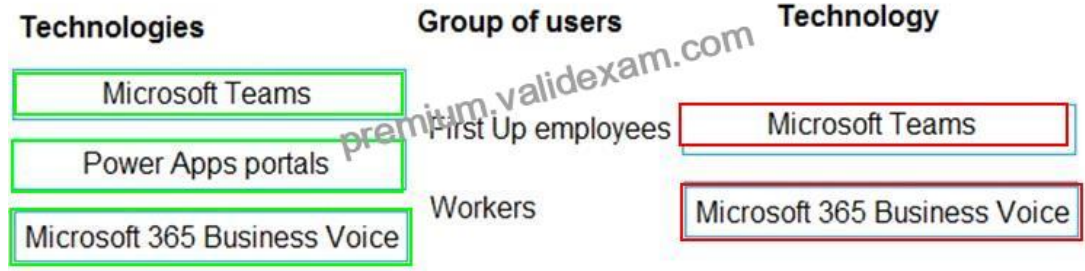 Technologies Group of users Technology
Microsoft Teams
premium.validexam.com
First Up employees Microsoft Teams
Power Apps portals
Workers Microsoft 365 Business Voice
Microsoft 365 Business Voice